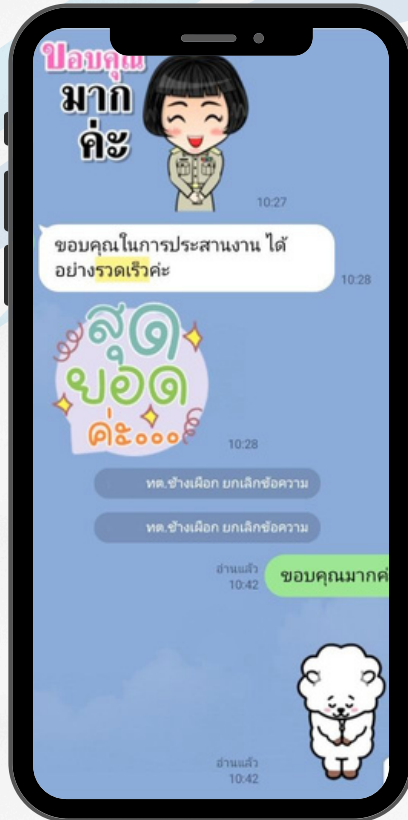 ขอบคุณ
มาก
ค่ะ
10:27
ขอบคุณในการประสานงาน ได้
อย่างรวดเร็วค่ะ
10:28
สุด
ยอด
ค่ะ...
10:28
ทต.ช้างเผือก ยกเลิกข้อความ
ทต.ช้างเผือก ยกเลิกข้อความ
อ่านแล้ว
10:42
ขอบคุณมากค่
อ่านแล้ว
10:42